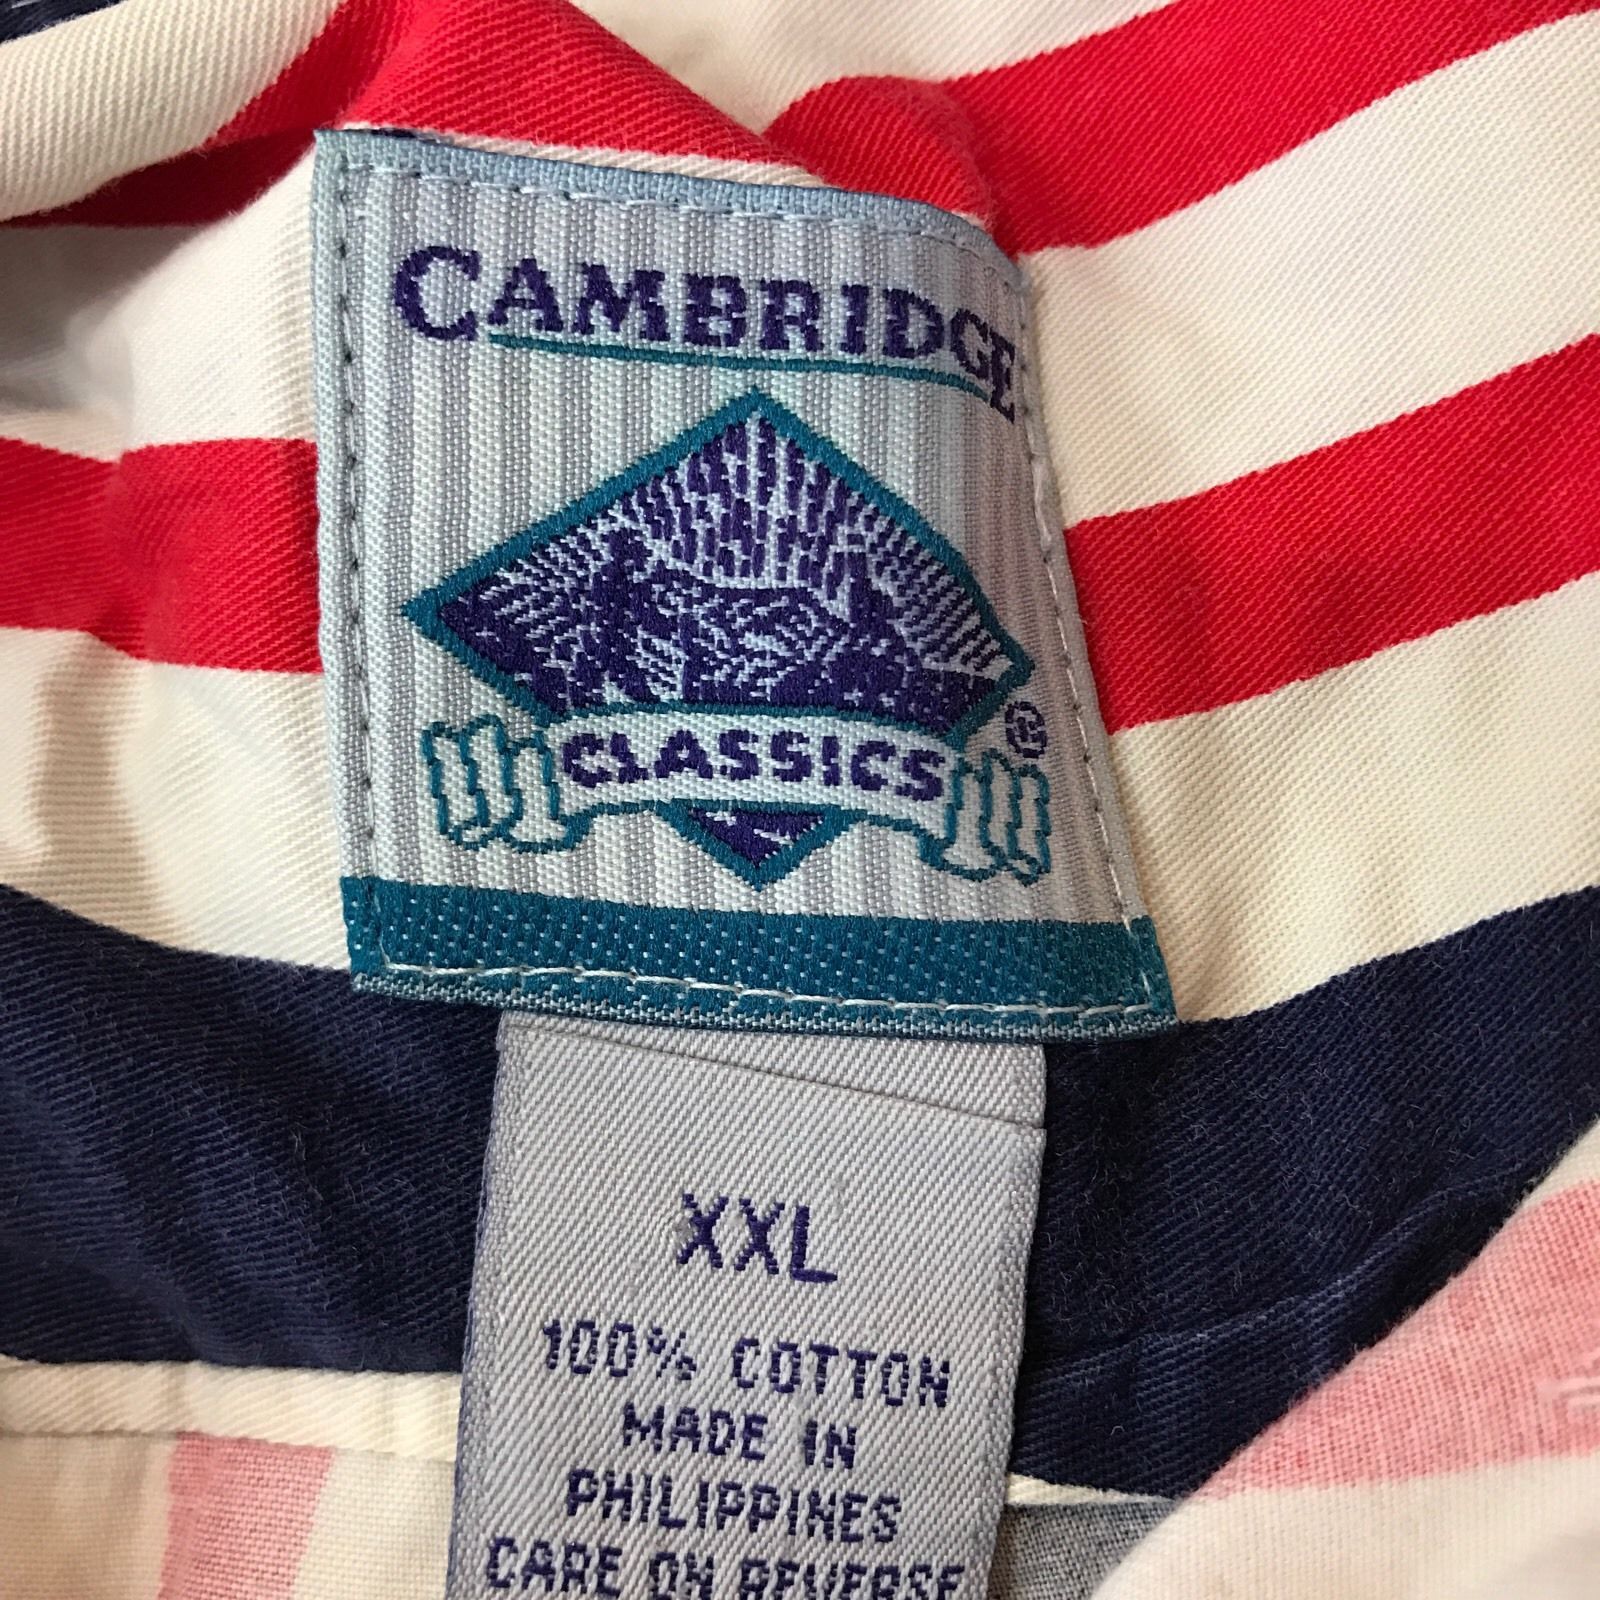 CAMBRIDGE
CLASSICS®
XXL
100% COTTON
MADE IN
PHILIPPINES
CARE ON REVERSE